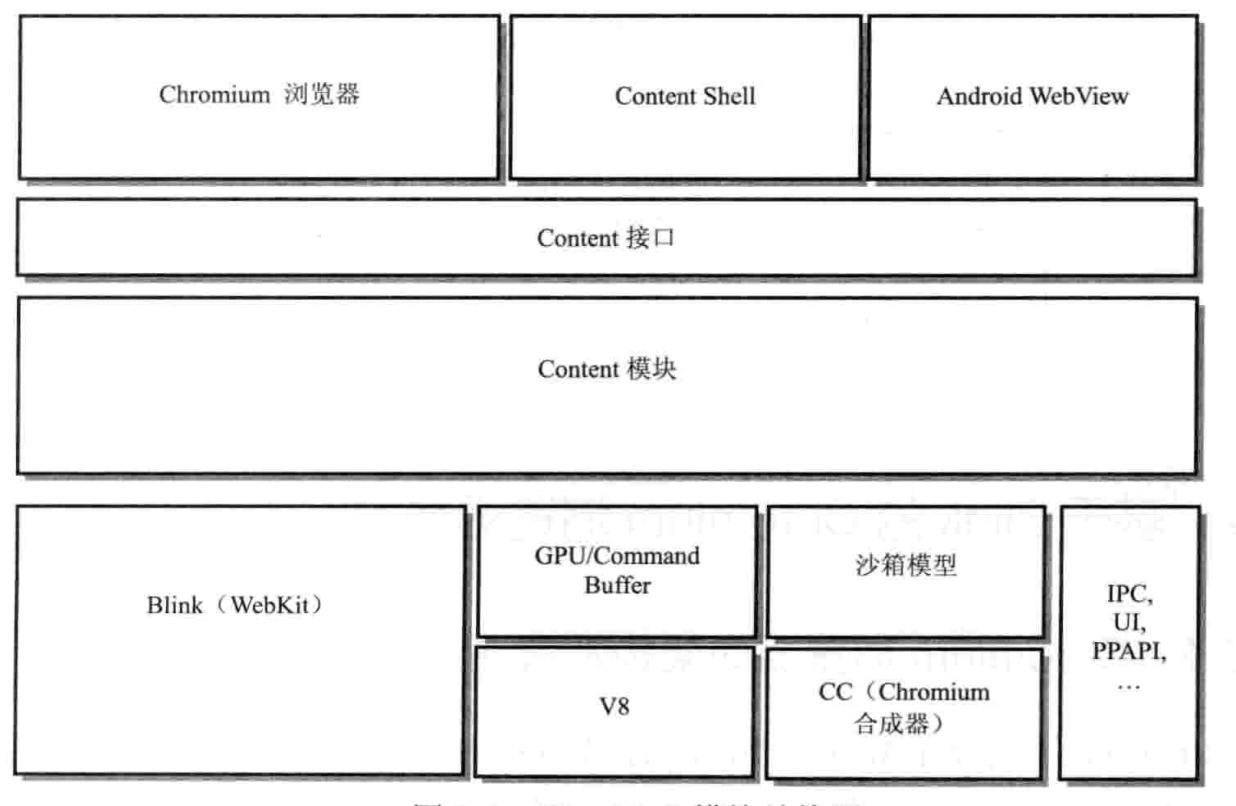 Chromium 浏览器
Content Shell
Android WebView
Content 接口
Content 模块
Blink（WebKit）
GPU/Command
Buffer
沙箱模型
IPC,
UI,
PPAPI,
…
V8
CC（Chromium
合成器）